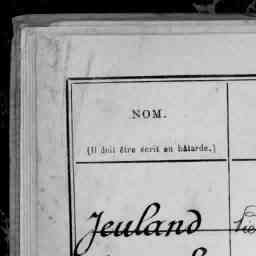 NOM.
(Il doit être écrit en bâtarde.)
Jeuland